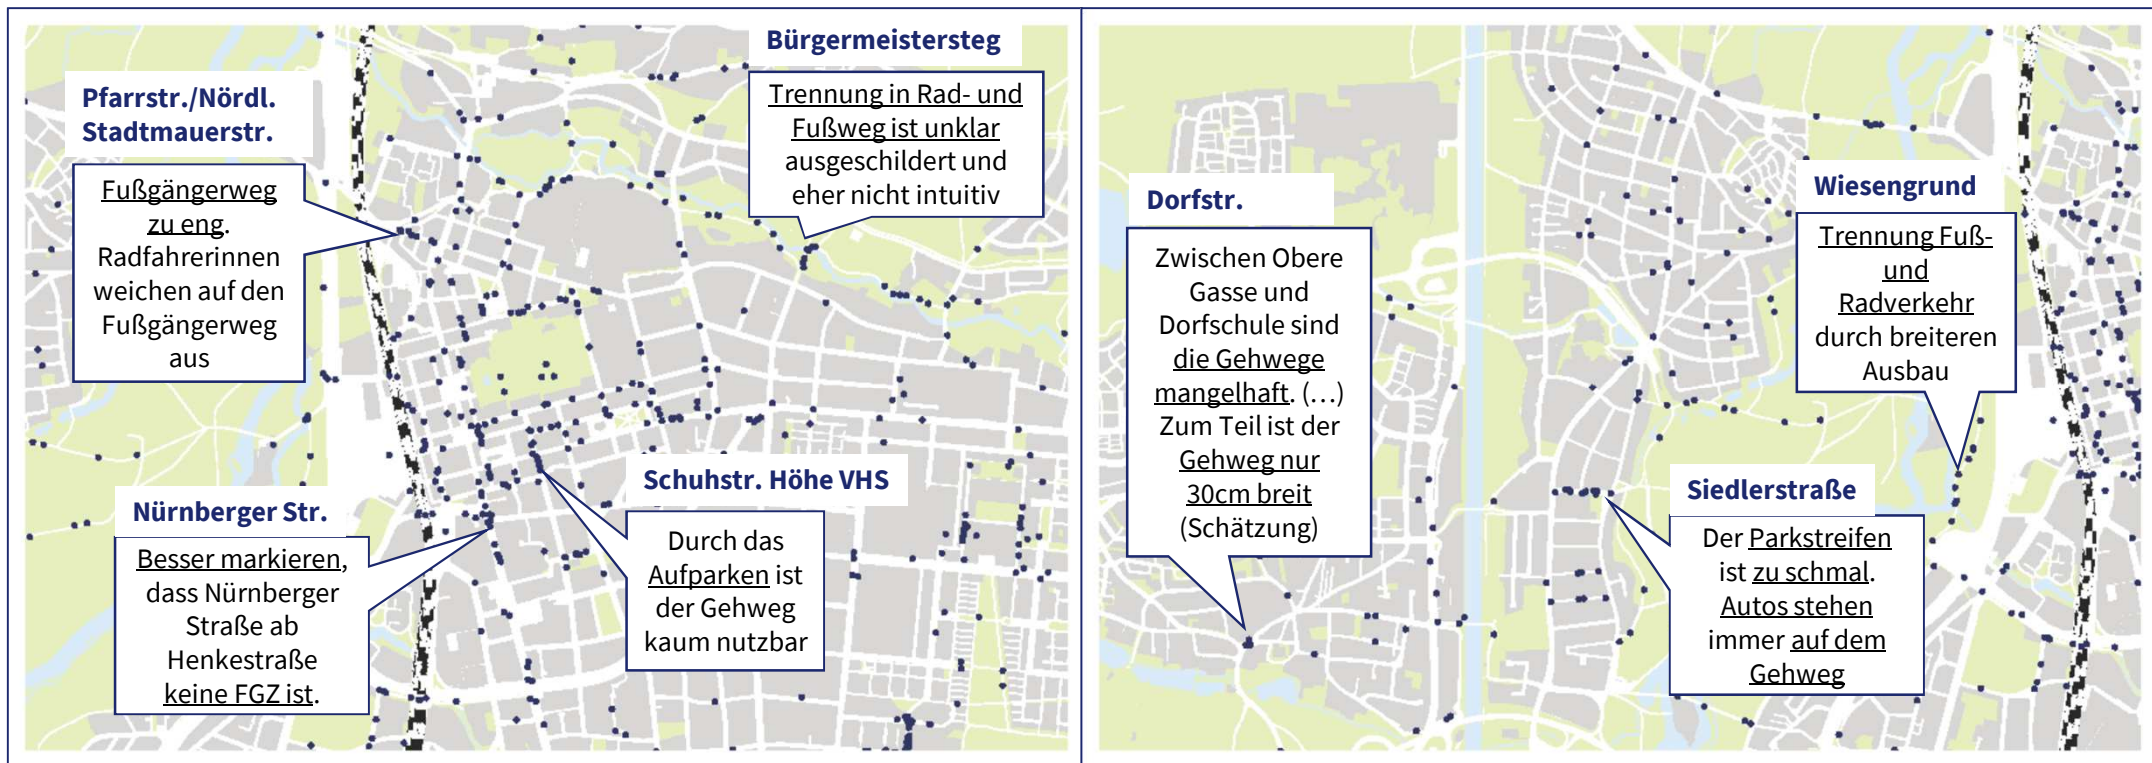 Pfarrstr./Nördl.
Stadtmauerstr.
Fußgängerweg
zu eng.
Radfahrerinnen
weichen auf den
Fußgängerweg
aus
Bürgermeistersteg
Trennung in Rad- und
Fußweg ist unklar
ausgeschildert und
eher nicht intuitiv
Nürnberger Str.
Besser markieren,
dass Nürnberger
Straße ab
Henkestraße
keine FGZ ist.
Schuhstr. Höhe VHS
Durch das
Aufparken ist
der Gehweg
kaum nutzbar
Dorfstr.
Zwischen Obere
Gasse und
Dorfschule sind
die Gehwege
mangelhaft. (…)
Zum Teil ist der
Gehweg nur
30cm breit
(Schätzung)
Wiesengrund
Trennung Fuß-
und
Radverkehr
durch breiteren
Ausbau
Siedlerstraße
Der Parkstreifen
ist zu schmal.
Autos stehen
immer auf dem
Gehweg